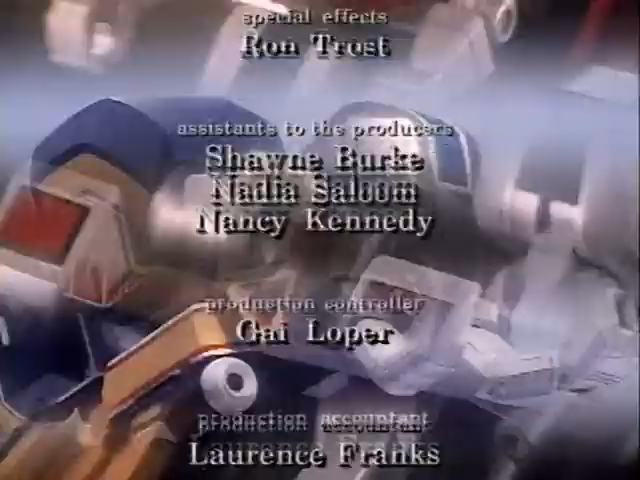 special effects
Ron Trost
assistants to the producers
Shawne Burke
Nadia Saloom
Nancy Kennedy
production controller
Gai Loper
production accountant
Laurence Franks